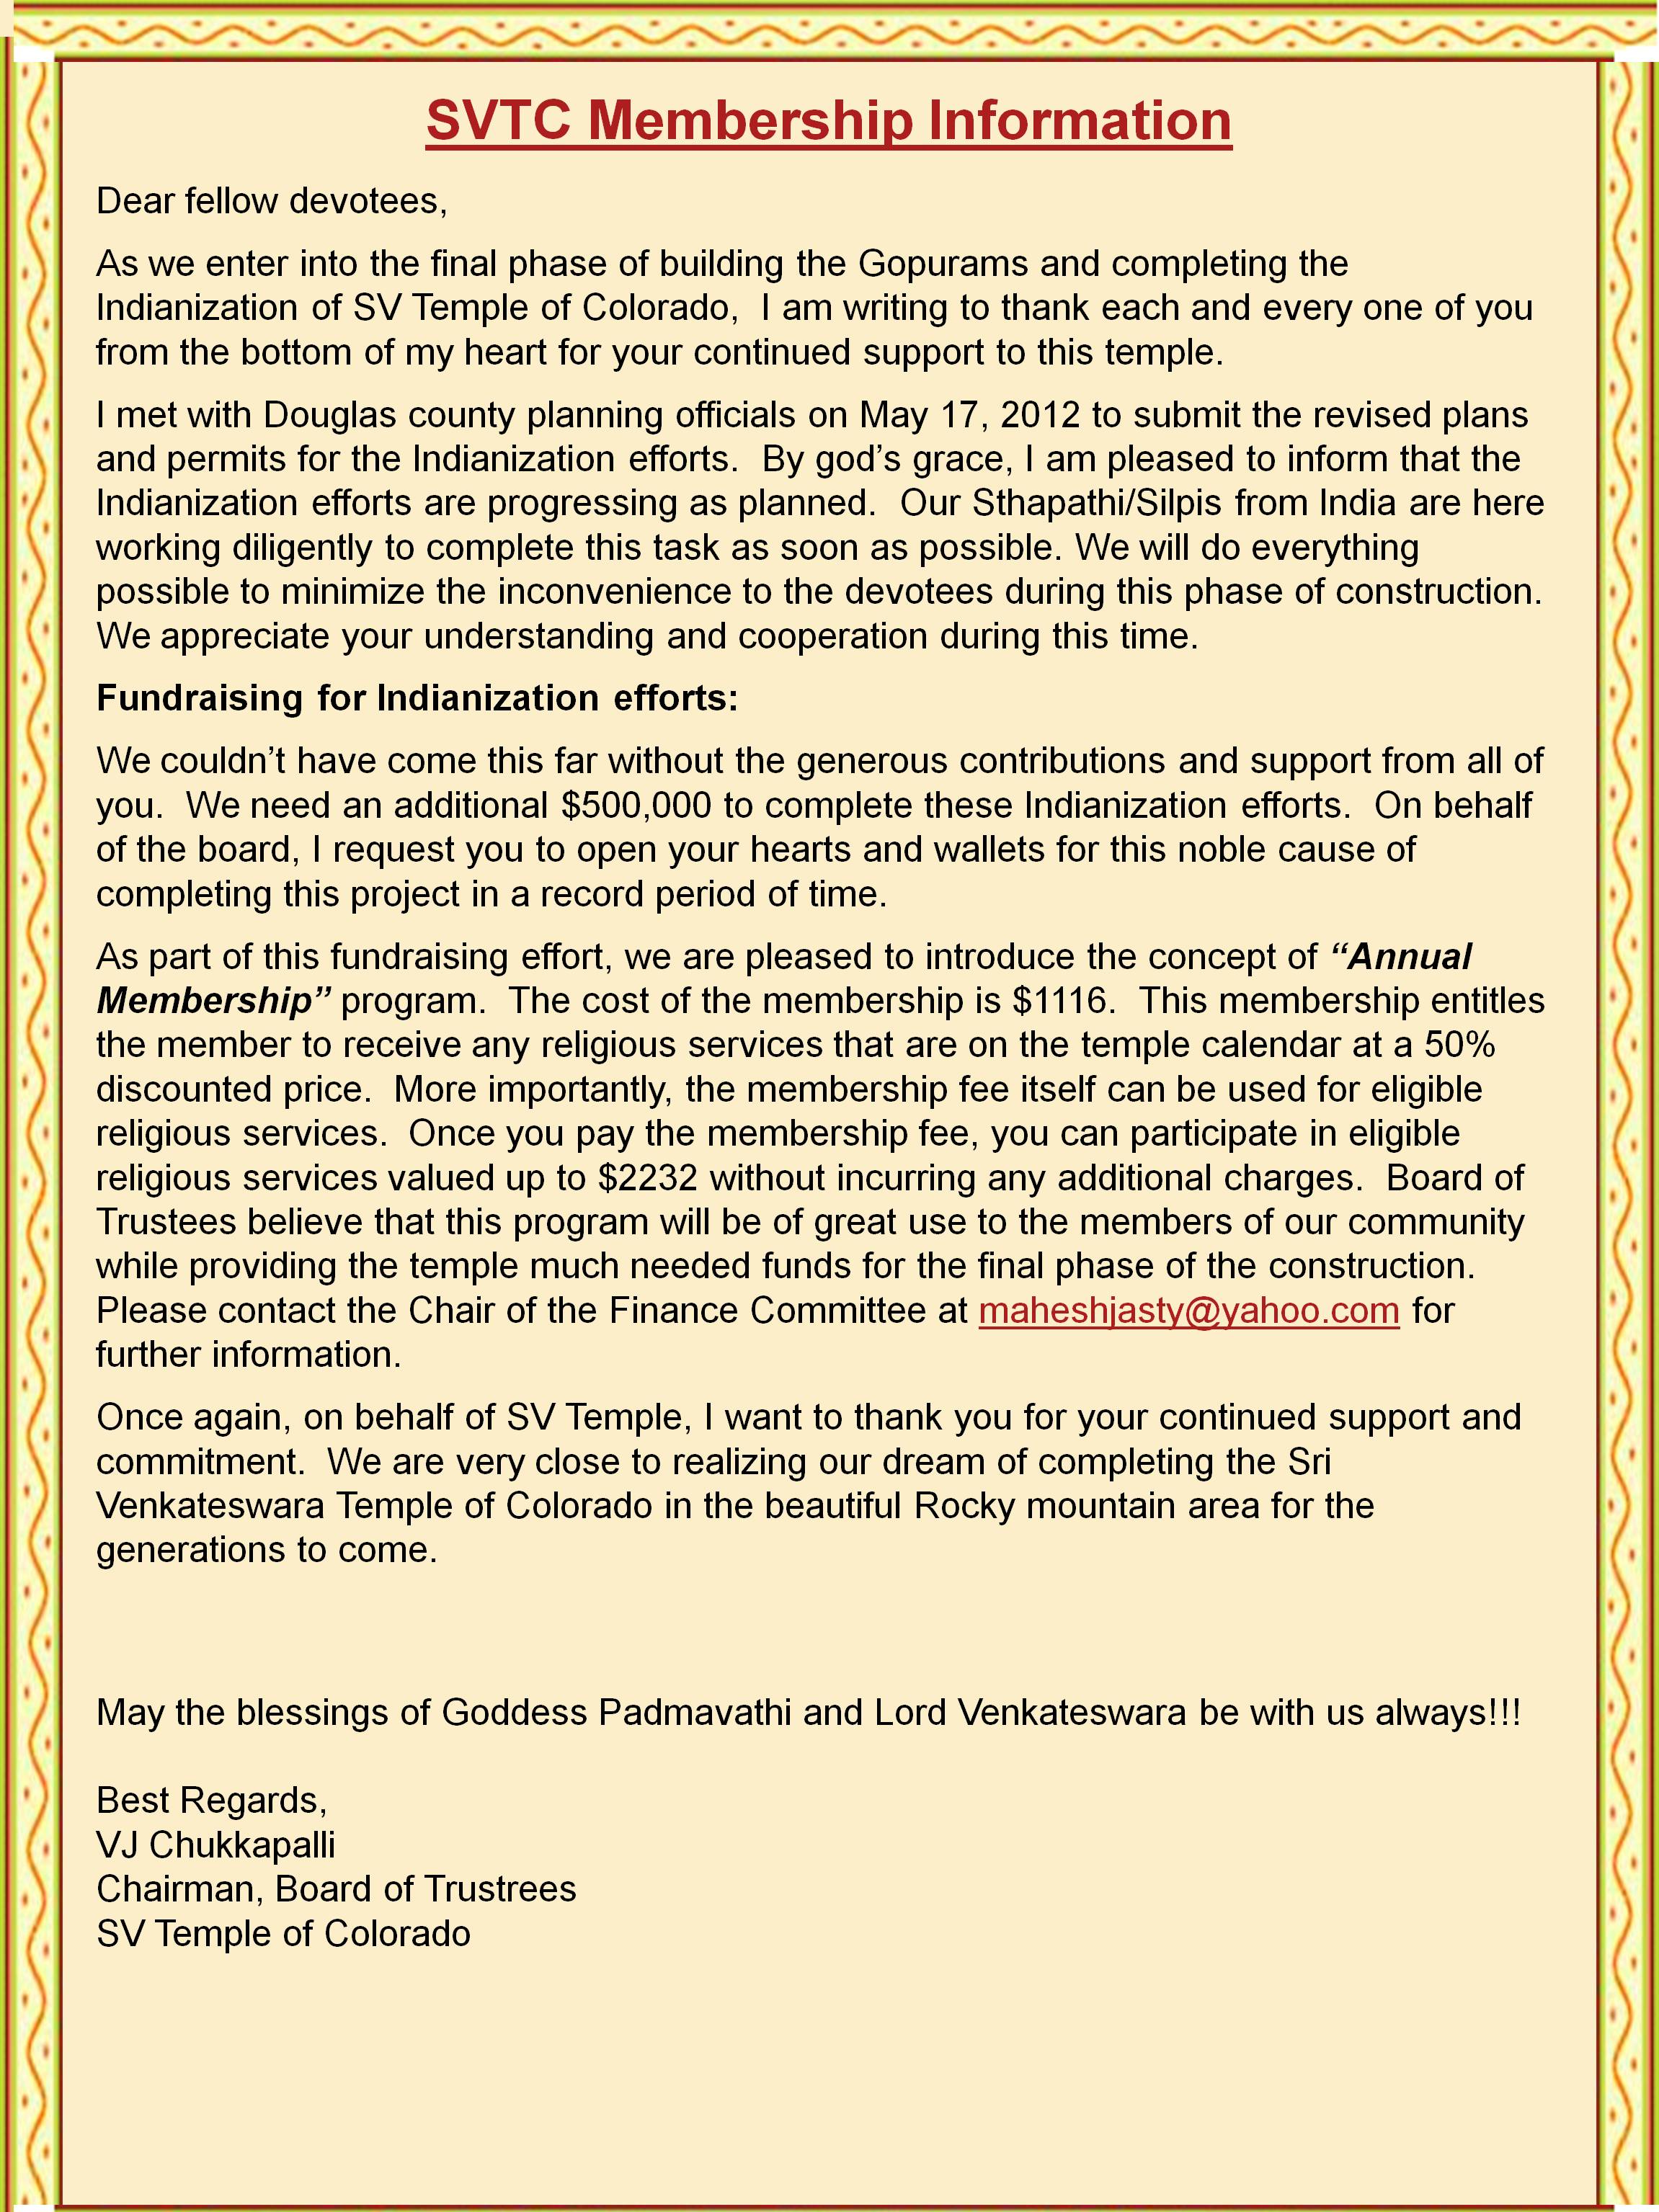 SVTC Membership Information
Dear fellow devotees,
As we enter into the final phase of building the Gopurams and completing the
Indianization of SV Temple of Colorado,  I am writing to thank each and every one of you
from the bottom of my heart for your continued support to this temple.
I met with Douglas county planning officials on May 17, 2012 to submit the revised plans
and permits for the Indianization efforts.  By god’s grace, I am pleased to inform that the
Indianization efforts are progressing as planned.  Our Sthapathi/Silpis from India are here
working diligently to complete this task as soon as possible. We will do everything
possible to minimize the inconvenience to the devotees during this phase of construction.
We appreciate your understanding and cooperation during this time.
Fundraising for Indianization efforts:
We couldn’t have come this far without the generous contributions and support from all of
you.  We need an additional $500,000 to complete these Indianization efforts.  On behalf
of the board, I request you to open your hearts and wallets for this noble cause of
completing this project in a record period of time.
As part of this fundraising effort, we are pleased to introduce the concept of “Annual
Membership” program.  The cost of the membership is $1116.  This membership entitles
the member to receive any religious services that are on the temple calendar at a 50%
discounted price.  More importantly, the membership fee itself can be used for eligible
religious services.  Once you pay the membership fee, you can participate in eligible
religious services valued up to $2232 without incurring any additional charges.  Board of
Trustees believe that this program will be of great use to the members of our community
while providing the temple much needed funds for the final phase of the construction.
Please contact the Chair of the Finance Committee at maheshjasty@yahoo.com for
further information.
Once again, on behalf of SV Temple, I want to thank you for your continued support and
commitment.  We are very close to realizing our dream of completing the Sri
Venkateswara Temple of Colorado in the beautiful Rocky mountain area for the
generations to come.
May the blessings of Goddess Padmavathi and Lord Venkateswara be with us always!!!
Best Regards,
VJ Chukkapalli
Chairman, Board of Trustrees
SV Temple of Colorado